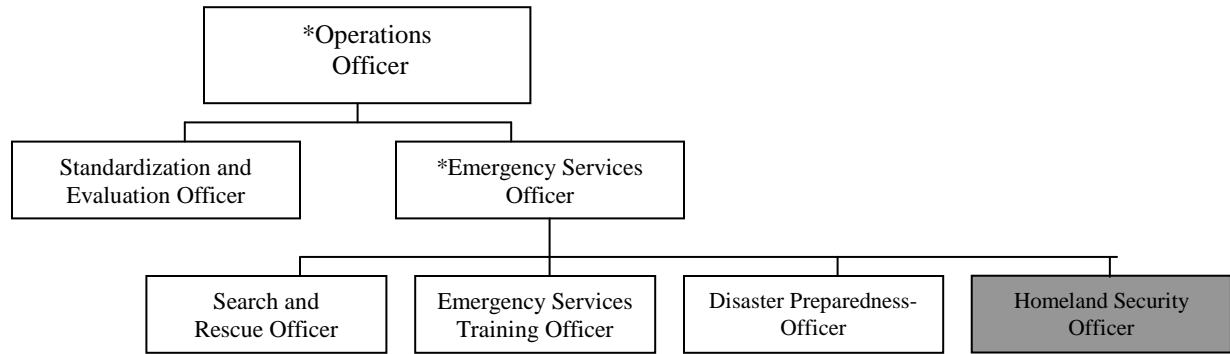 *Operations
Officer
Standardization and
Evaluation Officer
*Emergency Services
Officer
Search and
Rescue Officer
Emergency Services
Training Officer
Disaster Preparedness-
Officer
Homeland Security
Officer